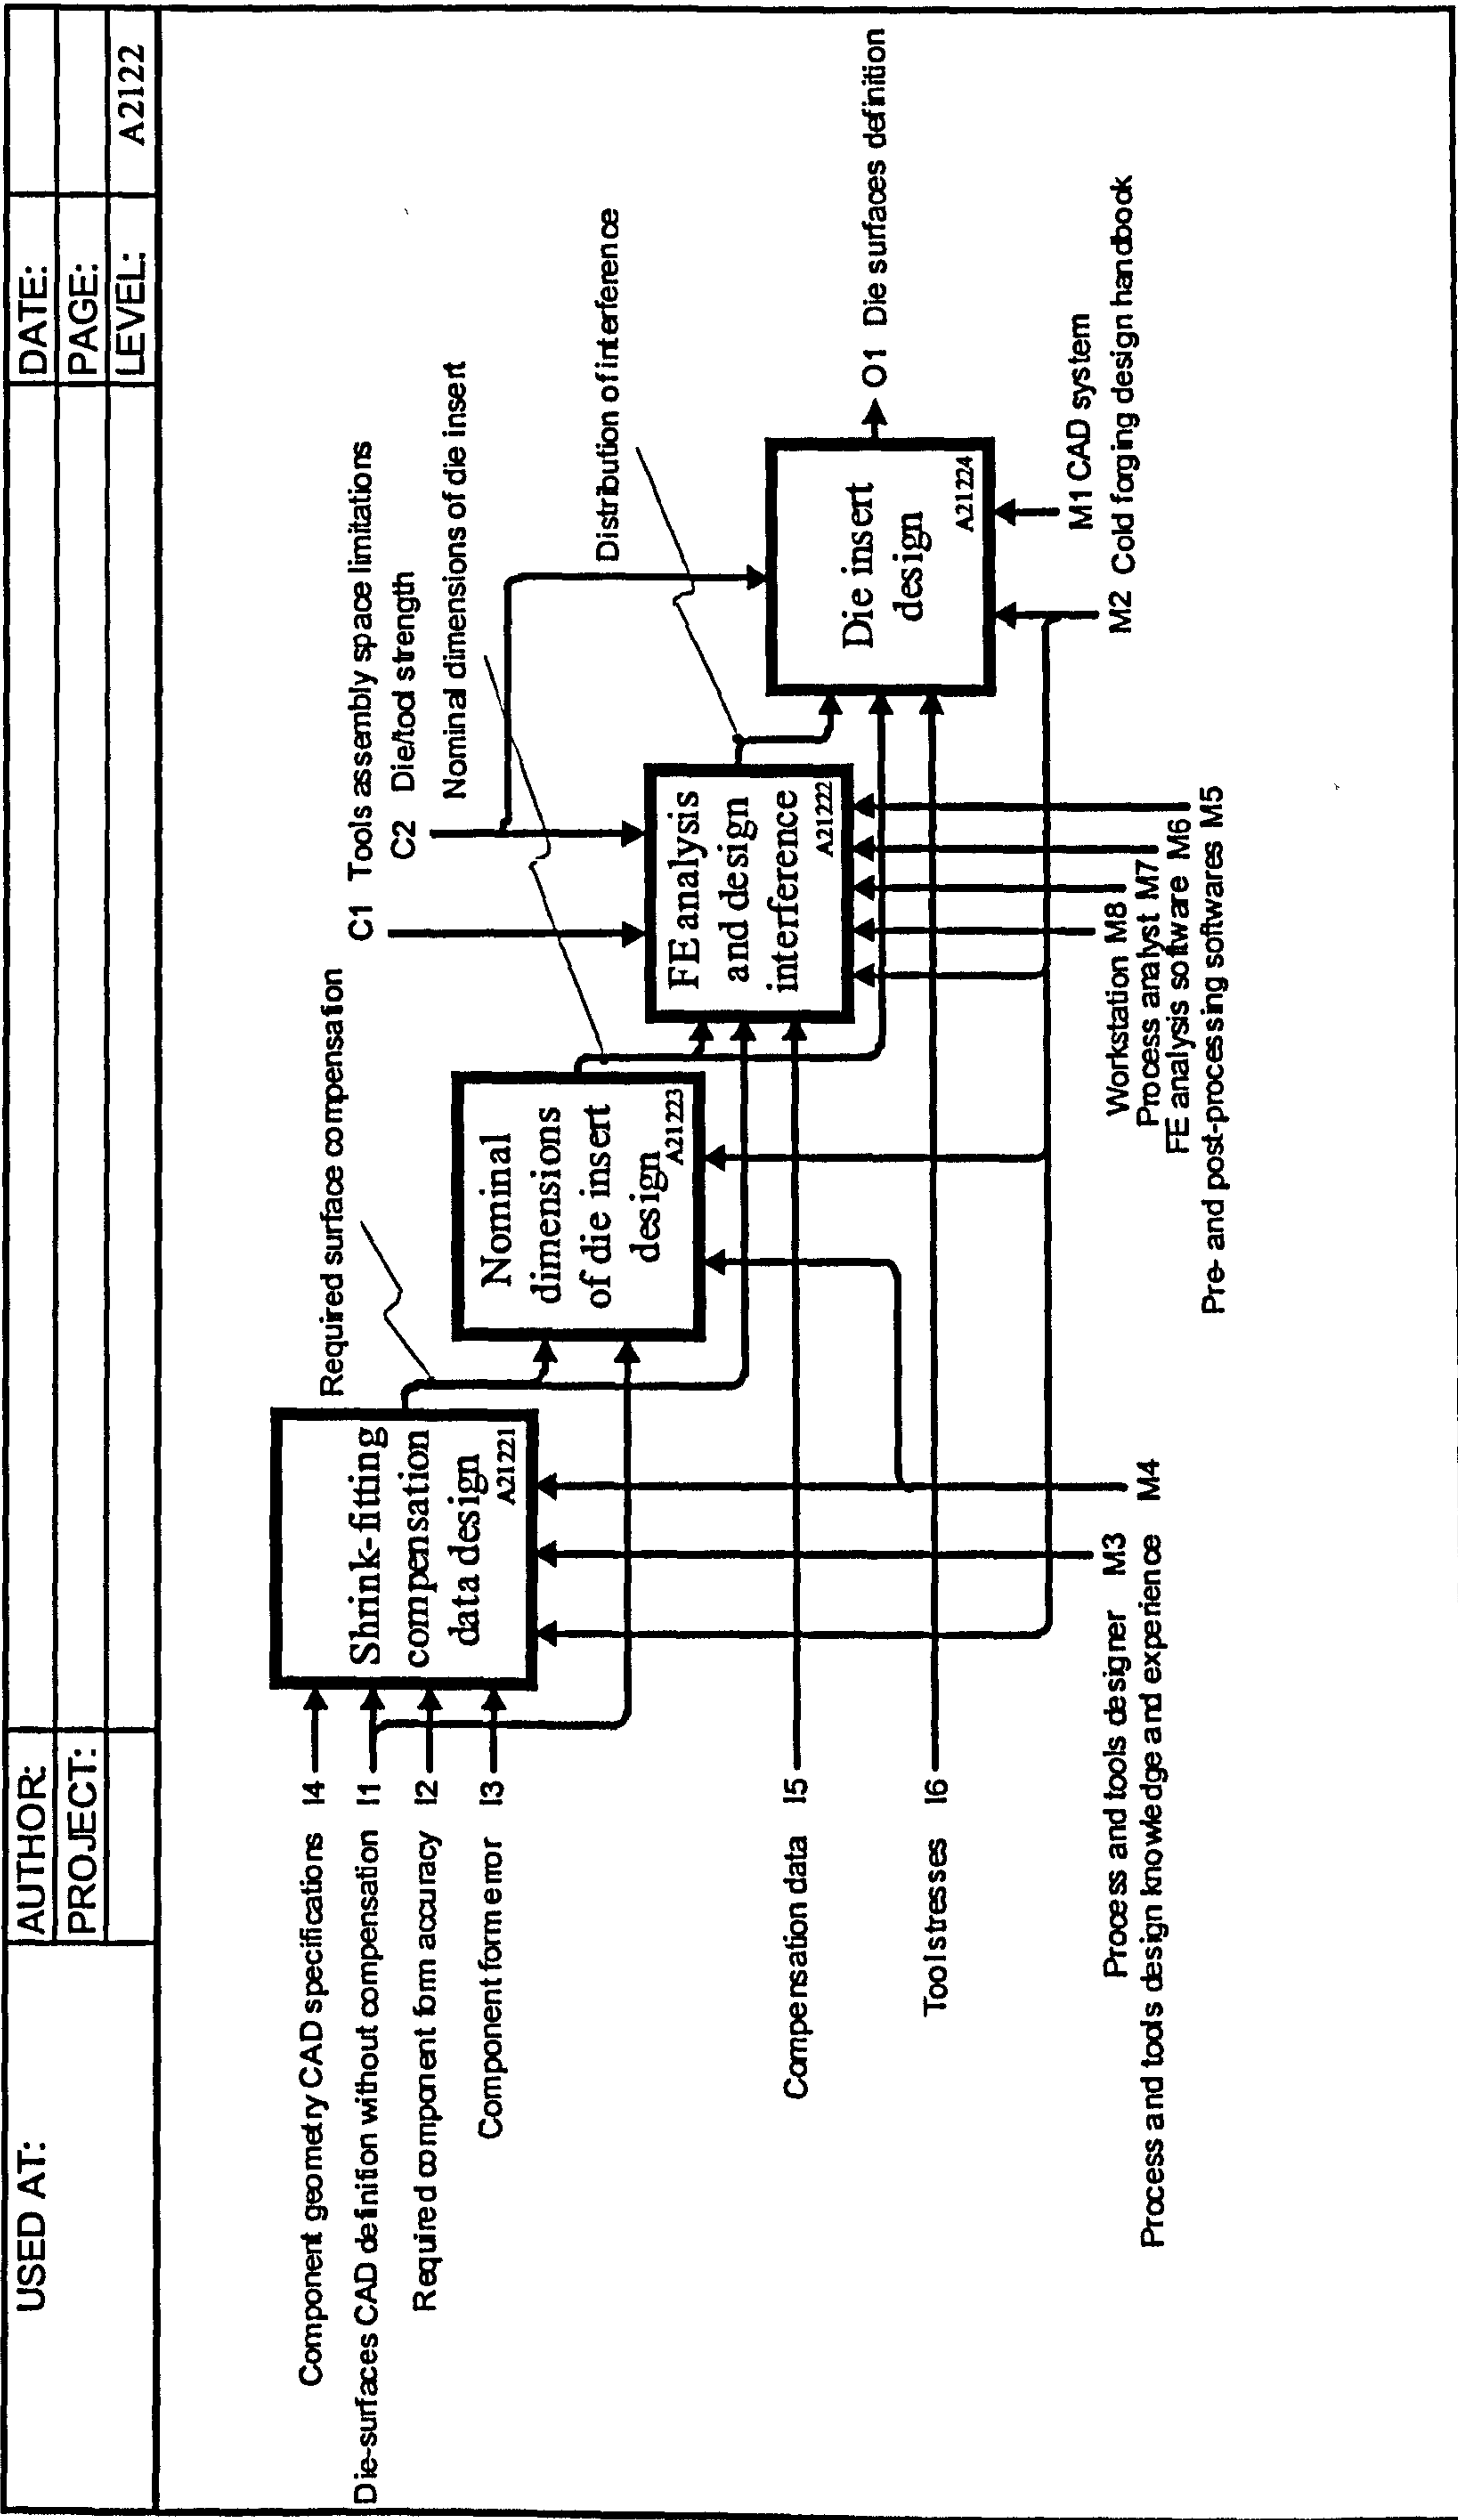 USED AT:
AUTHOR:
DATE:
PROJECT:
PAGE:
LEVEL: A2122
C1 Tools assembly space limitations
C2 Die/tool strength
Nominal dimensions of die insert
Required surface compensation
Distribution of interference
Component geometry CAD specifications I4
Die-surfaces CAD definition without compensation I1
Required component form accuracy I2
Component form error I3
Shrink-fitting
compensation
data design
A21221
Nominal
dimensions
of die insert
design
A21223
FE analysis
and design
interference
A21222
Die insert
design
A21224
O1 Die surfaces definition
Compensation data I5
Tool stresses I6
M1 CAD system
M2 Cold forging design handbook
Process and tools designer M3
Process and tools design knowledge and experience M4
Workstation M8
Process analyst M7
FE analysis software M6
Pre- and post-processing softwares M5